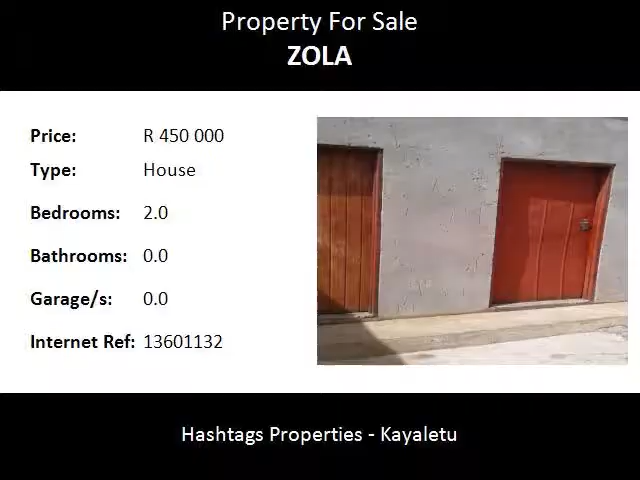 Property For Sale
ZOLA
Price: R 450 000
Type: House
Bedrooms: 2.0
Bathrooms: 0.0
Garage/s: 0.0
Internet Ref: 13601132
Hashtags Properties - Kayaletu